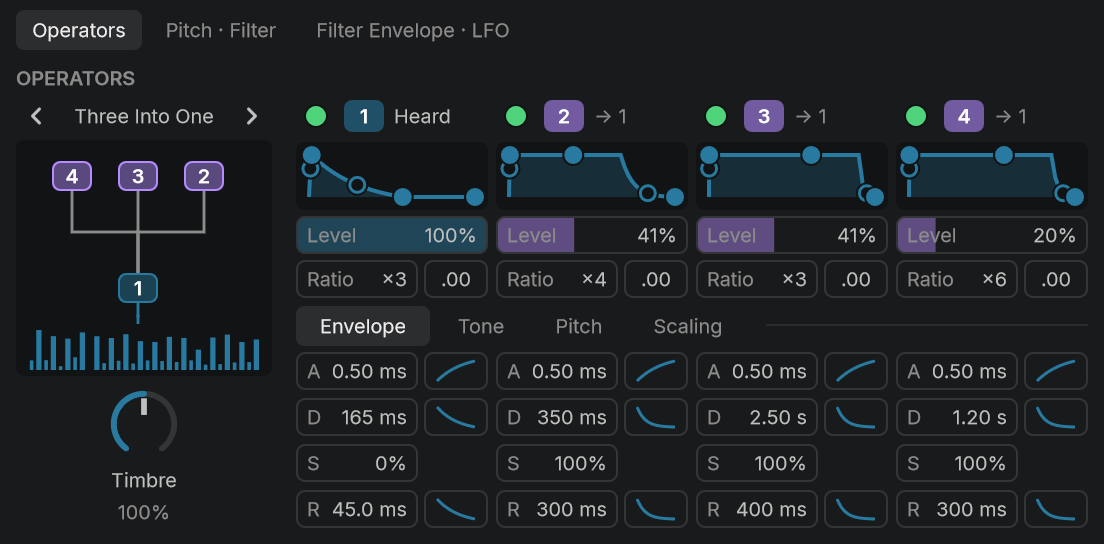 Operators Pitch · Filter Filter Envelope · LFO
OPERATORS
Three Into One
4 3 2
1
Timbre
100%
1 Heard 2 → 1 3 → 1 4 → 1
Level 100% Level 41% Level 41% Level 20%
Ratio ×3 .00 Ratio ×4 .00 Ratio ×3 .00 Ratio ×6 .00
Envelope Tone Pitch Scaling
A 0.50 ms A 0.50 ms A 0.50 ms A 0.50 ms
D 165 ms D 350 ms D 2.50 s D 1.20 s
S 0% S 100% S 100% S 100%
R 45.0 ms R 300 ms R 400 ms R 300 ms